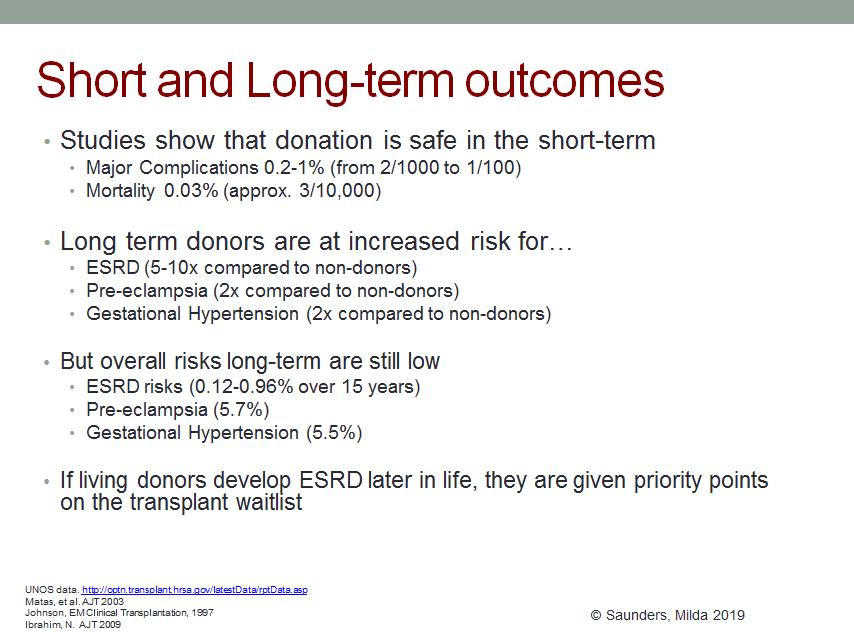 Short and Long-term outcomes
• Studies show that donation is safe in the short-term
• Major Complications 0.2-1% (from 2/1000 to 1/100)
• Mortality 0.03% (approx. 3/10,000)
• Long term donors are at increased risk for…
• ESRD (5-10x compared to non-donors)
• Pre-eclampsia (2x compared to non-donors)
• Gestational Hypertension (2x compared to non-donors)
• But overall risks long-term are still low
• ESRD risks (0.12-0.96% over 15 years)
• Pre-eclampsia (5.7%)
• Gestational Hypertension (5.5%)
• If living donors develop ESRD later in life, they are given priority points
on the transplant waitlist
UNOS data. http://optn.transplant.hrsa.gov/latestData/rptData.asp
Matas, et al. AJT 2003
Johnson, EM Clinical Transplantation, 1997
Ibrahim, N. AJT 2009
© Saunders, Milda 2019